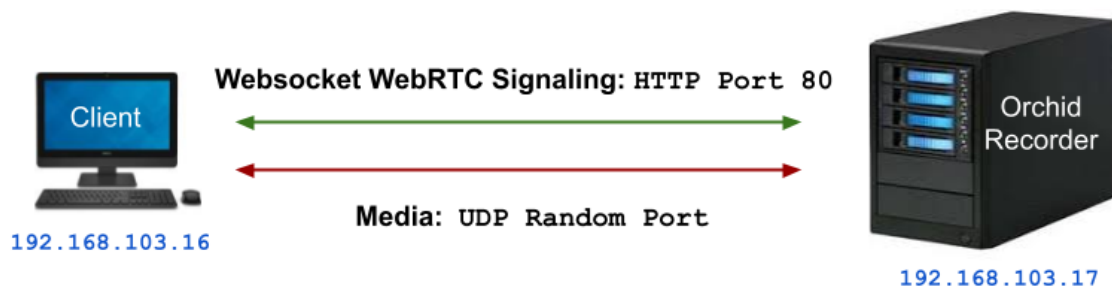 Websocket WebRTC Signaling: HTTP Port 80
Client
Orchid
Recorder
Media: UDP Random Port
192.168.103.16
192.168.103.17